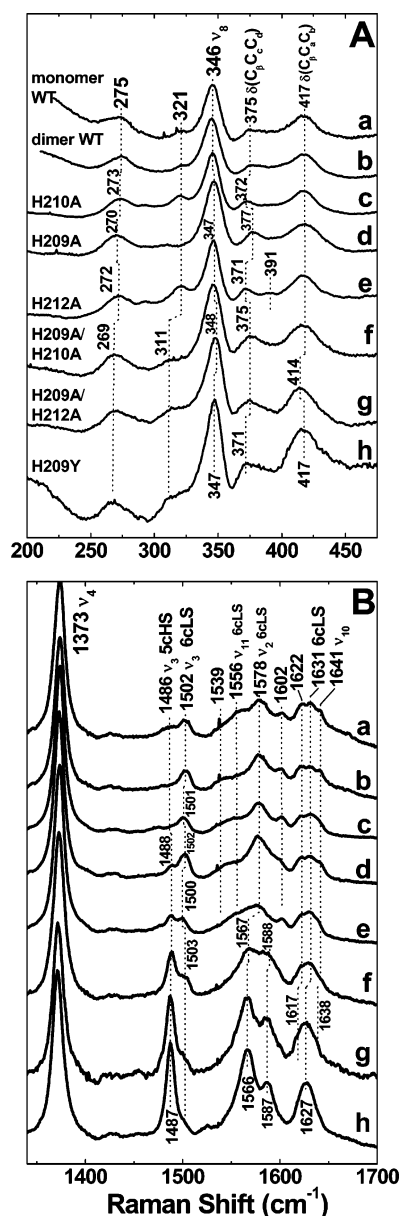 A
monomer
WT
275
321
346 ν8
375 δ(CβCcCd)
417 δ(CβCaCb)
a
dimer WT
b
273
372
H210A
c
270
347
377
H209A
d
272
371
391
H212A
e
H209A/
H210A
269
311
348
375
f
H209A/
H212A
414
g
371
H209Y
347
417
h
200 250 300 350 400 450
B
1373 ν4
1486 ν3 5cHS
1502 ν3 6cLS
1539
1556 ν11 6cLS
1578 ν2 6cLS
1602
1622
1631 6cLS
1641 ν10
a
b
1501
c
1488
1502
d
1500
e
1503
1567
1588
f
1617
1638
g
1487
1566
1587
1627
h
1400 1500 1600 1700
Raman Shift (cm-1)